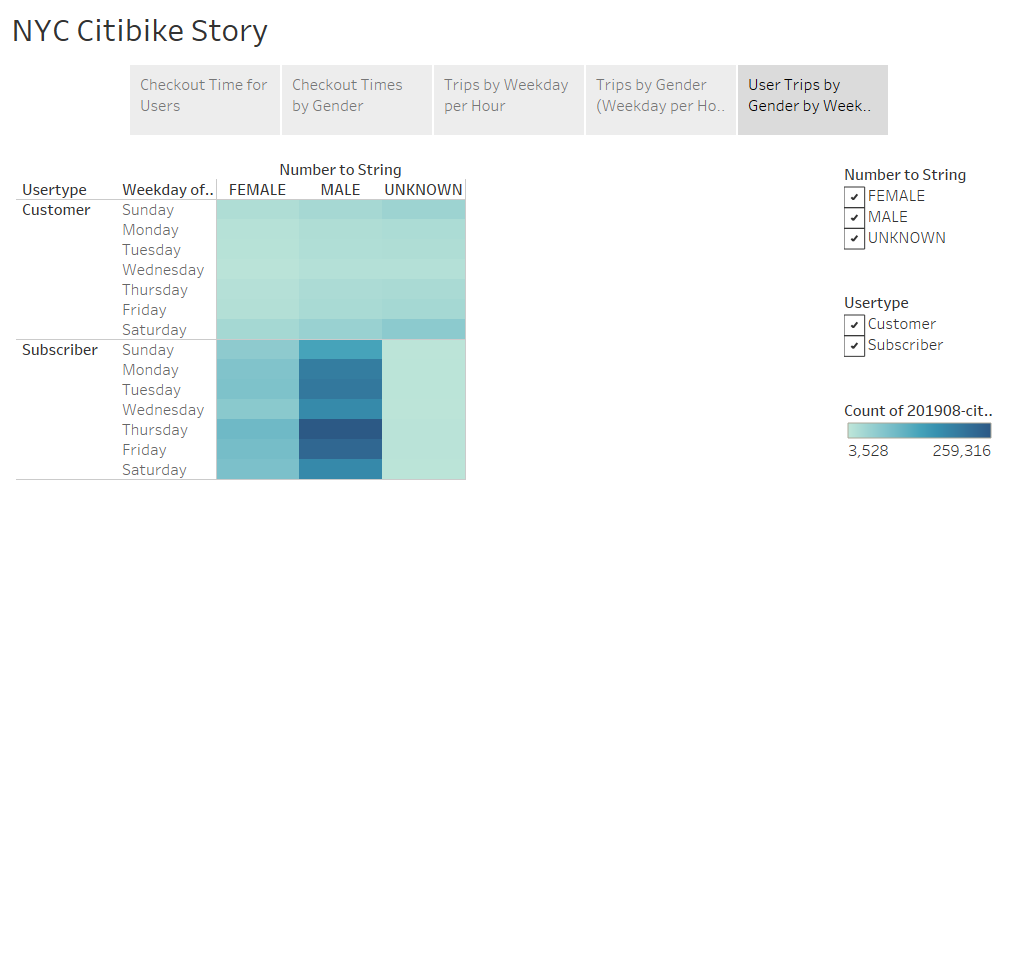 NYC Citibike Story
Checkout Time for
Users
Checkout Times
by Gender
Trips by Weekday
per Hour
Trips by Gender
(Weekday per Ho..
User Trips by
Gender by Week..
Number to String
Usertype Weekday of.. FEMALE MALE UNKNOWN
Customer Sunday
Monday
Tuesday
Wednesday
Thursday
Friday
Saturday
Subscriber Sunday
Monday
Tuesday
Wednesday
Thursday
Friday
Saturday
Number to String
FEMALE
MALE
UNKNOWN
Usertype
Customer
Subscriber
Count of 201908-cit..
3,528 259,316